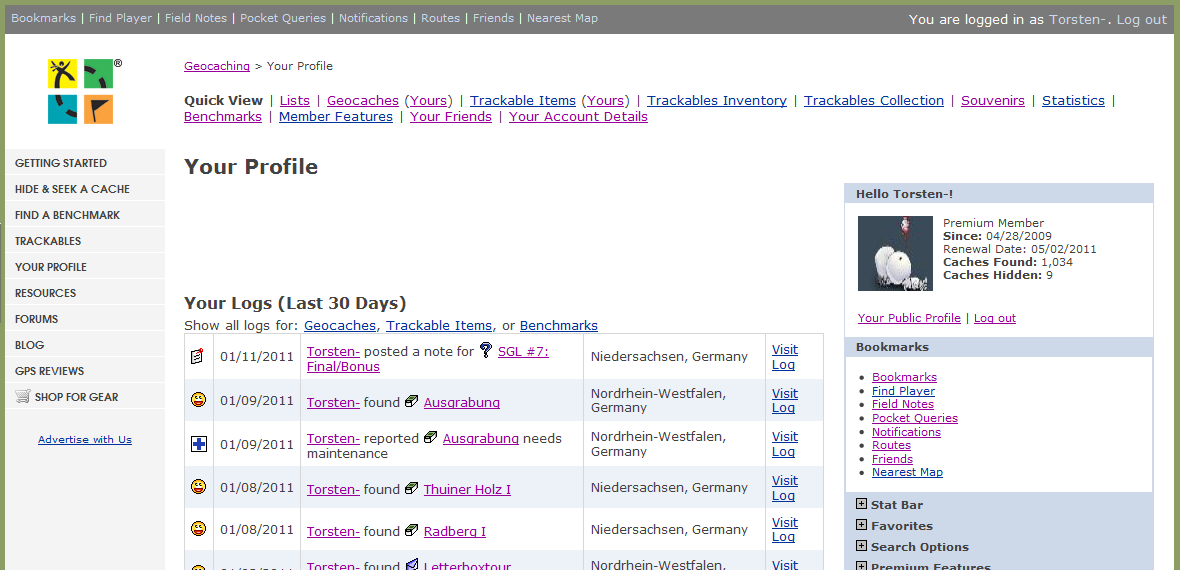 Bookmarks | Find Player | Field Notes | Pocket Queries | Notifications | Routes | Friends | Nearest Map
You are logged in as Torsten-. Log out
®
Geocaching > Your Profile
Quick View | Lists | Geocaches (Yours) | Trackable Items (Yours) | Trackables Inventory | Trackables Collection | Souvenirs | Statistics |
Benchmarks | Member Features | Your Friends | Your Account Details
GETTING STARTED
HIDE & SEEK A CACHE
FIND A BENCHMARK
TRACKABLES
YOUR PROFILE
RESOURCES
FORUMS
BLOG
GPS REVIEWS
SHOP FOR GEAR
Advertise with Us
Your Profile
Your Logs (Last 30 Days)
Show all logs for: Geocaches, Trackable Items, or Benchmarks
01/11/2011 Torsten- posted a note for SGL #7: Niedersachsen, Germany Visit
Final/Bonus Log
01/09/2011 Torsten- found Ausgrabung Nordrhein-Westfalen, Visit
Germany Log
01/09/2011 Torsten- reported Ausgrabung needs Nordrhein-Westfalen, Visit
maintenance Germany Log
01/08/2011 Torsten- found Thuiner Holz I Niedersachsen, Germany Visit
Log
01/08/2011 Torsten- found Radberg I Niedersachsen, Germany Visit
Log
Torsten- found Letterboxtour Nordrhein-Westfalen, Visit
Hello Torsten-!
Premium Member
Since: 04/28/2009
Renewal Date: 05/02/2011
Caches Found: 1,034
Caches Hidden: 9
Your Public Profile | Log out
Bookmarks
Bookmarks
Find Player
Field Notes
Pocket Queries
Notifications
Routes
Friends
Nearest Map
Stat Bar
Favorites
Search Options
Premium Features